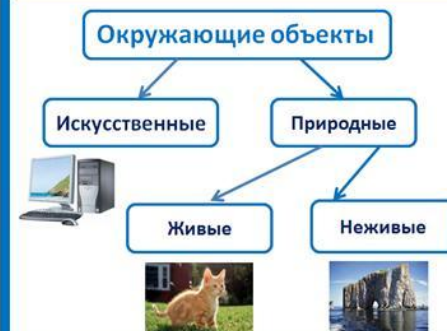 Окружающие объекты
Искусственные
Природные
Живые
Неживые